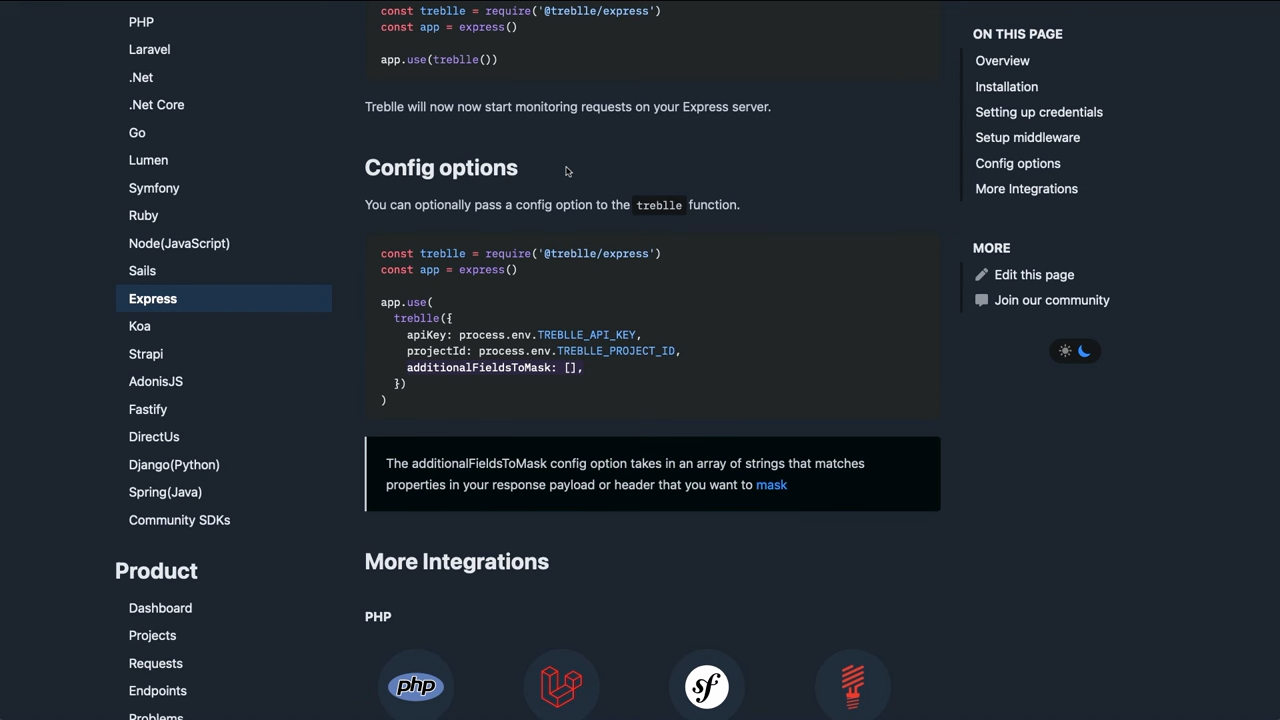 PHP
Laravel
.Net
.Net Core
Go
Lumen
Symfony
Ruby
Node(JavaScript)
Sails
Express
Koa
Strapi
AdonisJS
Fastify
DirectUs
Django(Python)
Spring(Java)
Community SDKs
Product
Dashboard
Projects
Requests
Endpoints
Problems
const treblle = require('@treblle/express')
const app = express()
app.use(treblle())
Treblle will now now start monitoring requests on your Express server.
Config options
You can optionally pass a config option to the treblle function.
const treblle = require('@treblle/express')
const app = express()
app.use(
treblle({
apiKey: process.env.TREBLLE_API_KEY,
projectId: process.env.TREBLLE_PROJECT_ID,
additionalFieldsToMask: [],
})
)
The additionalFieldsToMask config option takes in an array of strings that matches
properties in your response payload or header that you want to mask
More Integrations
PHP
php
sf
ON THIS PAGE
Overview
Installation
Setting up credentials
Setup middleware
Config options
More Integrations
MORE
Edit this page
Join our community